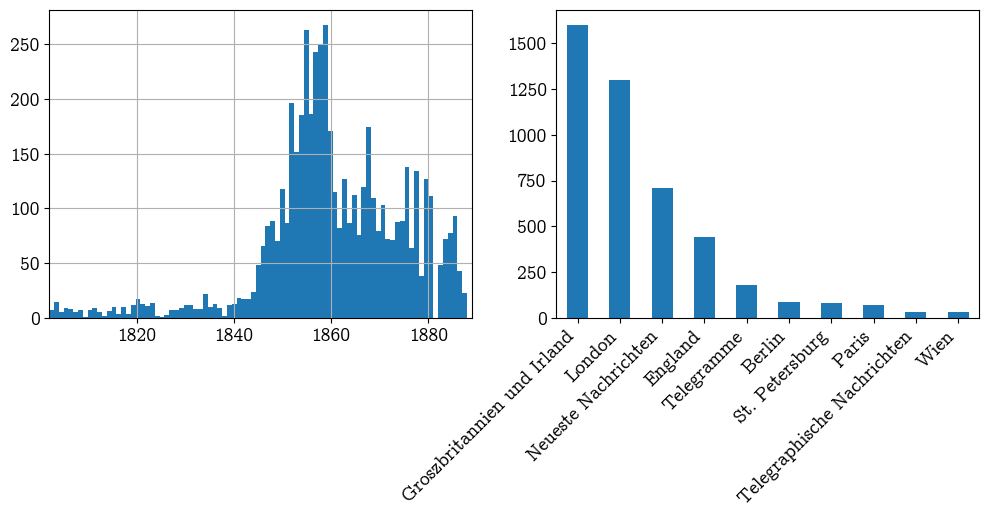 250
200
150
100
50
0
1820 1840 1860 1880
1500
1250
1000
750
500
250
0
Groszbritannien und Irland
London
Neueste Nachrichten
England
Telegramme
Berlin
St. Petersburg
Paris
Telegraphische Nachrichten
Wien